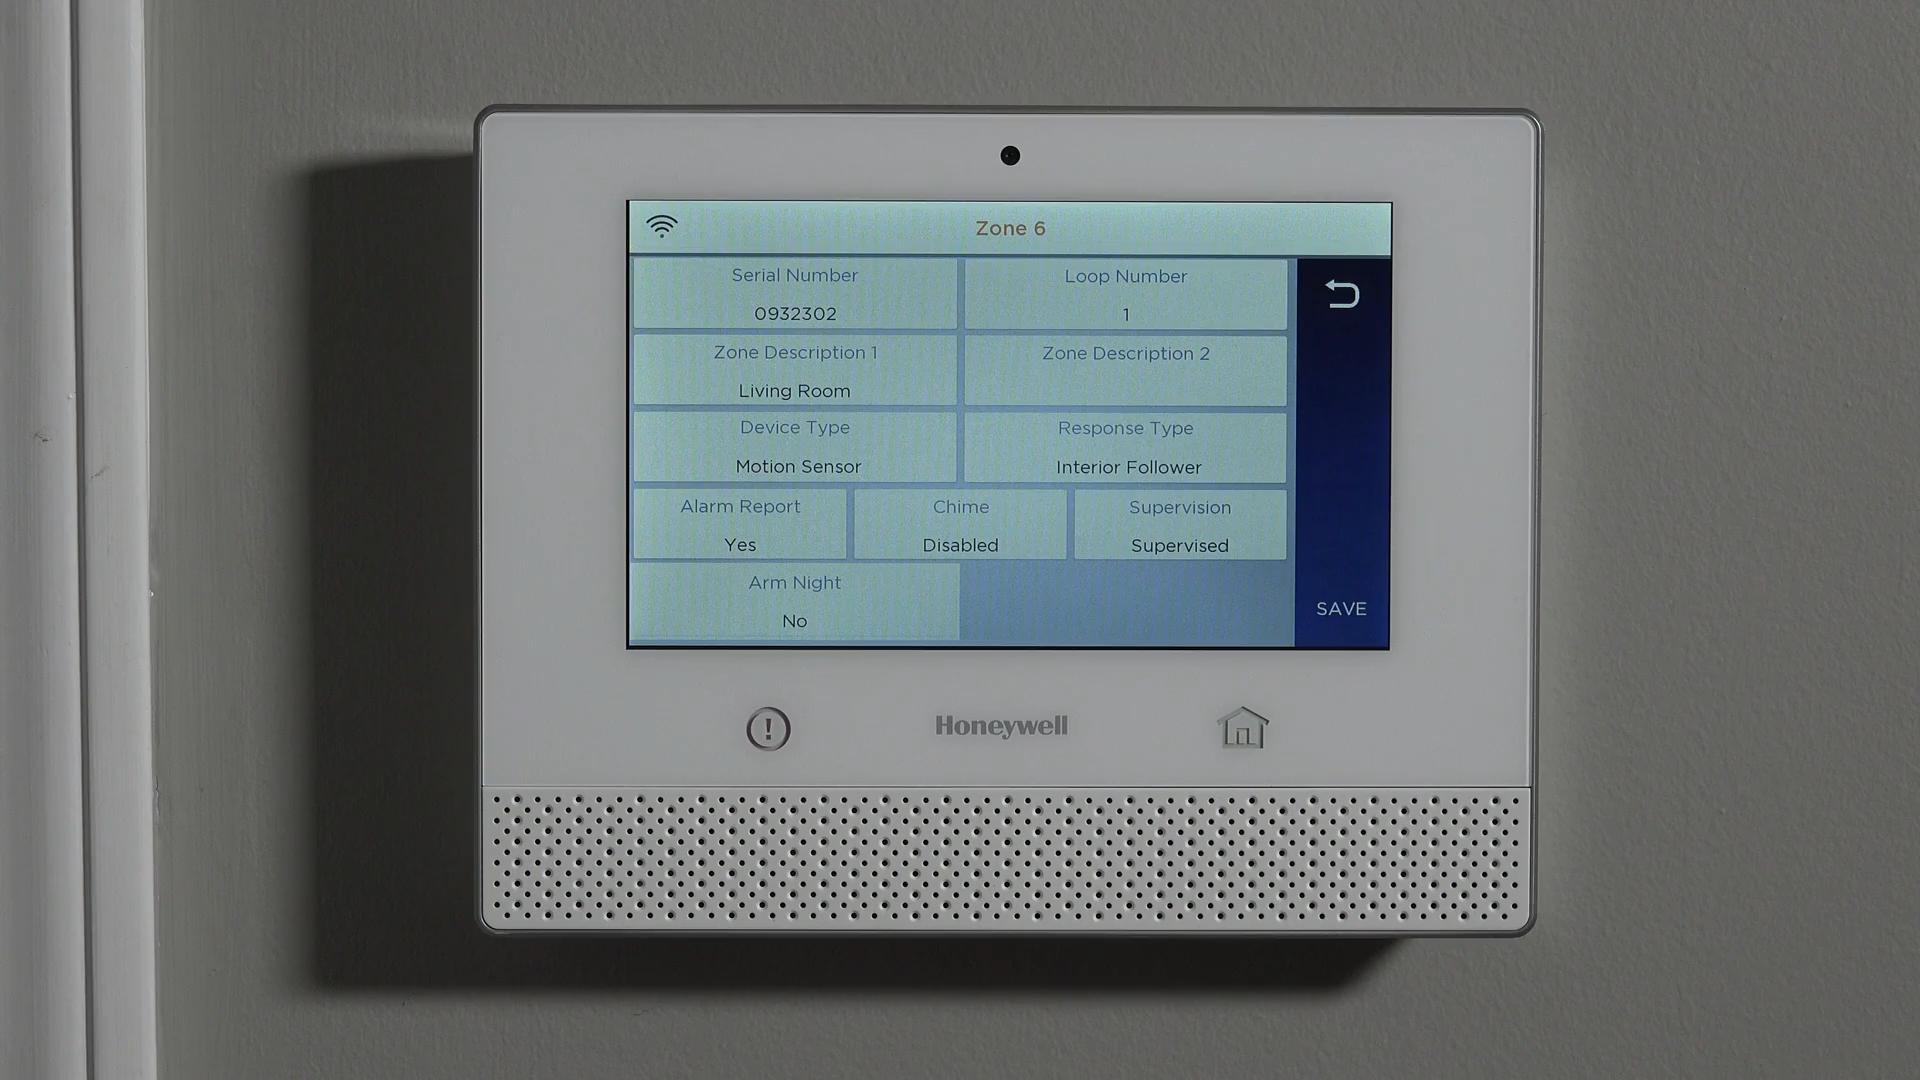 Zone 6
Serial Number
0932302
Loop Number
1
Zone Description 1
Living Room
Zone Description 2
Device Type
Motion Sensor
Response Type
Interior Follower
Alarm Report
Yes
Chime
Disabled
Supervision
Supervised
Arm Night
No
SAVE
Honeywell